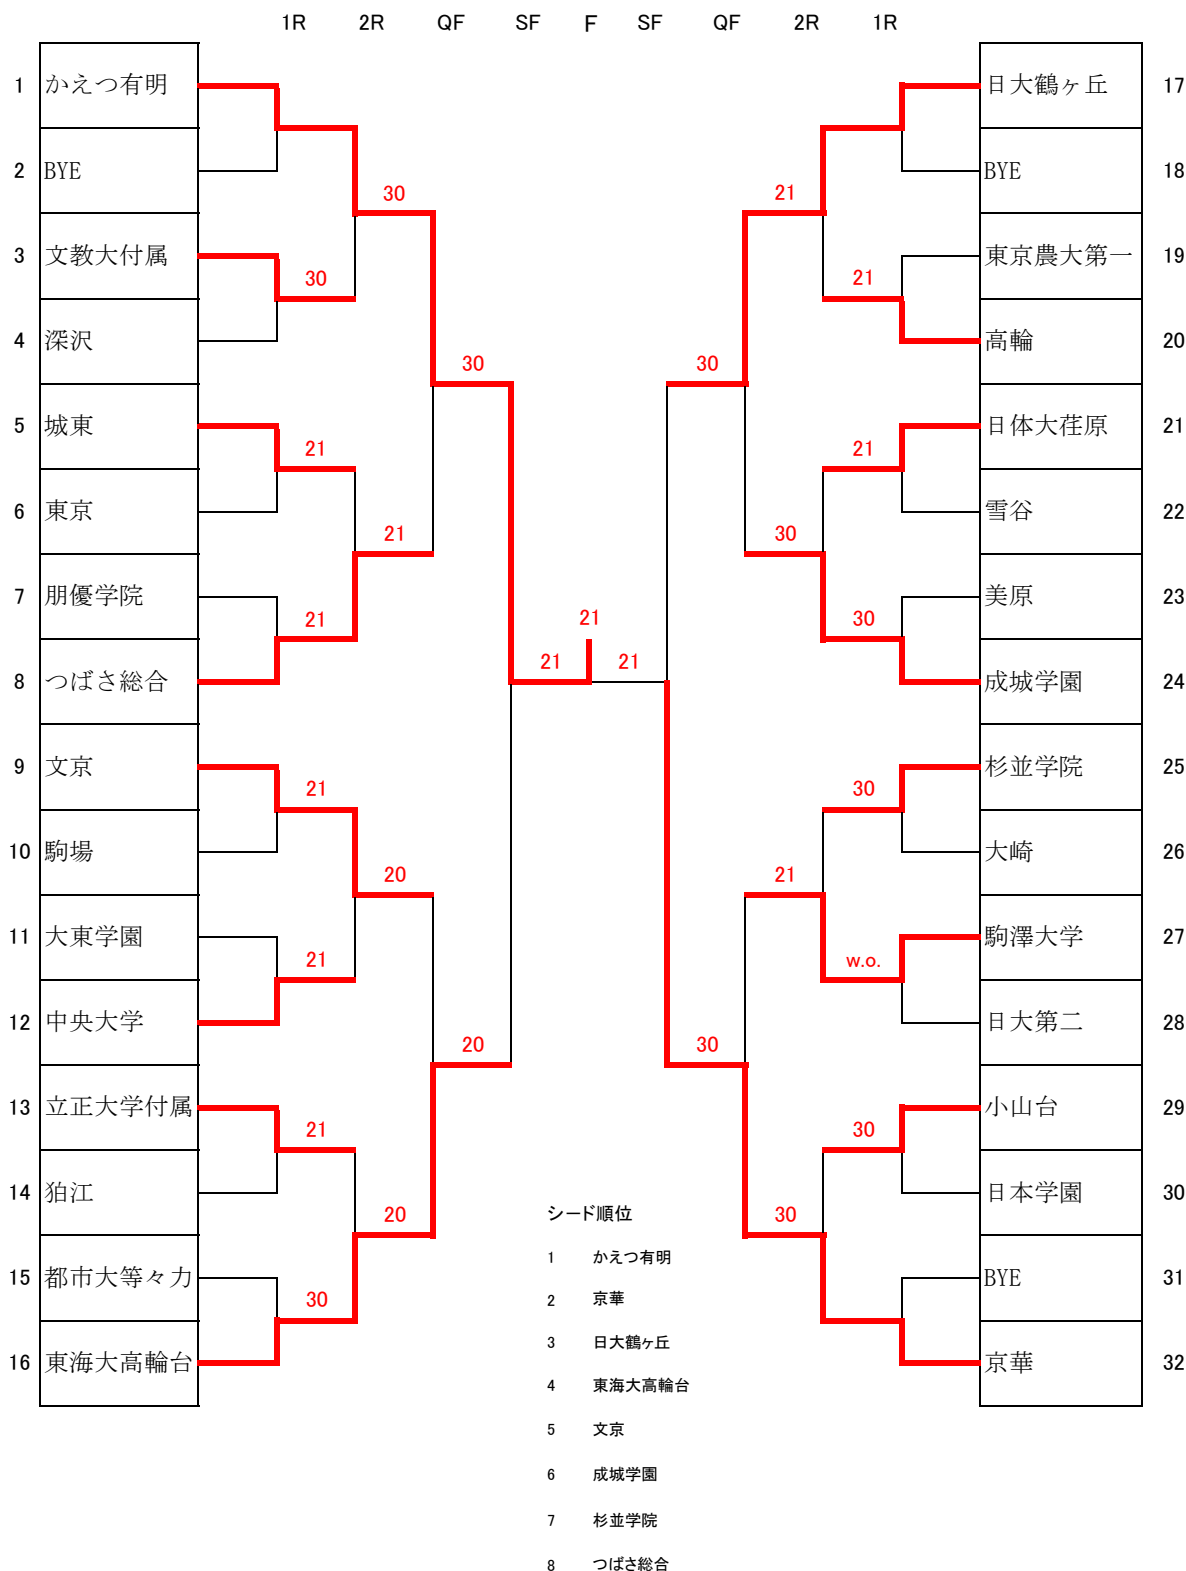 1R 2R QF SF F SF QF 2R 1R
1 かえつ有明 日大鶴ヶ丘 17
2 BYE BYE 18
30 21
3 文教大付属 東京農大第一 19
30 21
4 深沢 高輪 20
30 30
5 城東 日体大荏原 21
21 21
6 東京 雪谷 22
21 30
7 朋優学院 美原 23
21 21 30
21 21
8 つばさ総合 成城学園 24
9 文京 杉並学院 25
21 30
10 駒場 大崎 26
20 21
11 大東学園 駒澤大学 27
21 w.o.
12 中央大学 日大第二 28
20 30
13 立正大学付属 小山台 29
21 30
14 狛江 日本学園 30
20 シード順位 30
15 都市大等々力 1 かえつ有明 BYE 31
30 2 京華
3 日大鶴ヶ丘
16 東海大高輪台 京華 32
4 東海大高輪台
5 文京
6 成城学園
7 杉並学院
8 つばさ総合